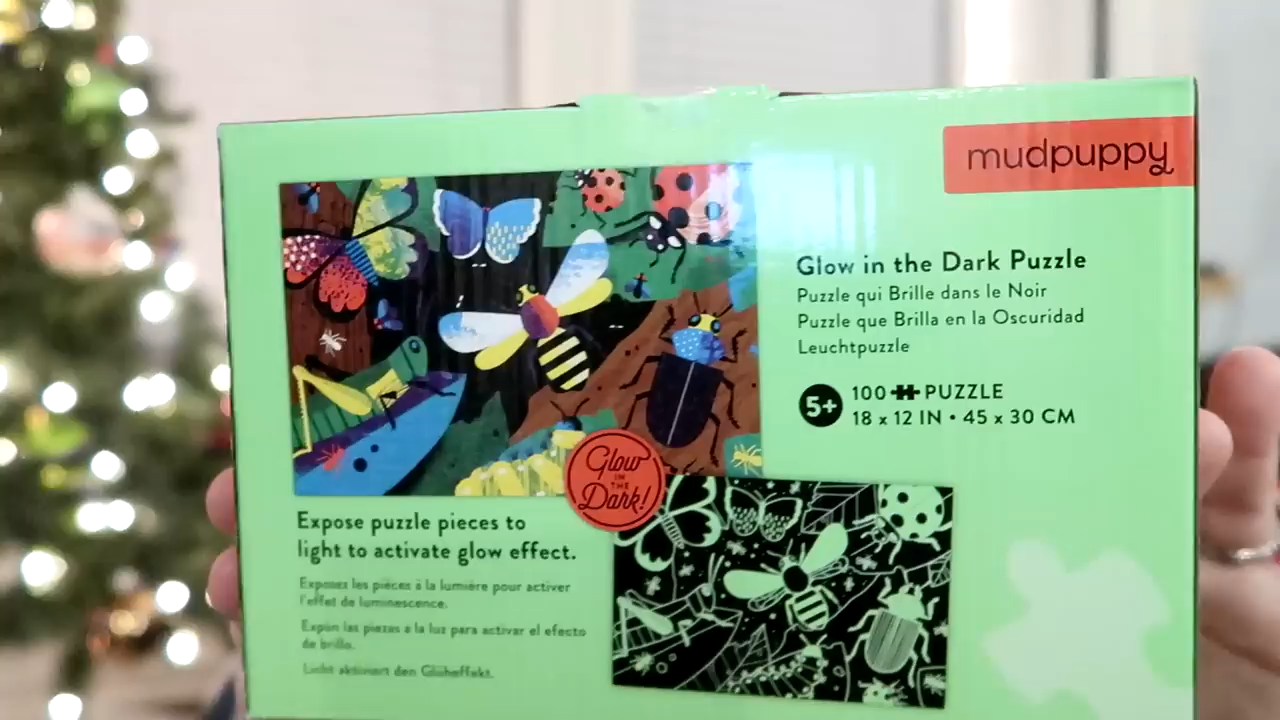 mudpuppy
Glow in the Dark Puzzle
Puzzle qui Brille dans le Noir
Puzzle que Brilla en la Oscuridad
Leuchtpuzzle
5+
100 PUZZLE
18 x 12 IN • 45 x 30 CM
Glow
IN
THE
Dark!
Expose puzzle pieces to
light to activate glow effect.
Exposez les pièces à la lumière pour activer
l'effet de luminescence.
Expón las piezas a la luz para activar el efecto
de brillo.
Licht aktiviert den Glüheffekt.